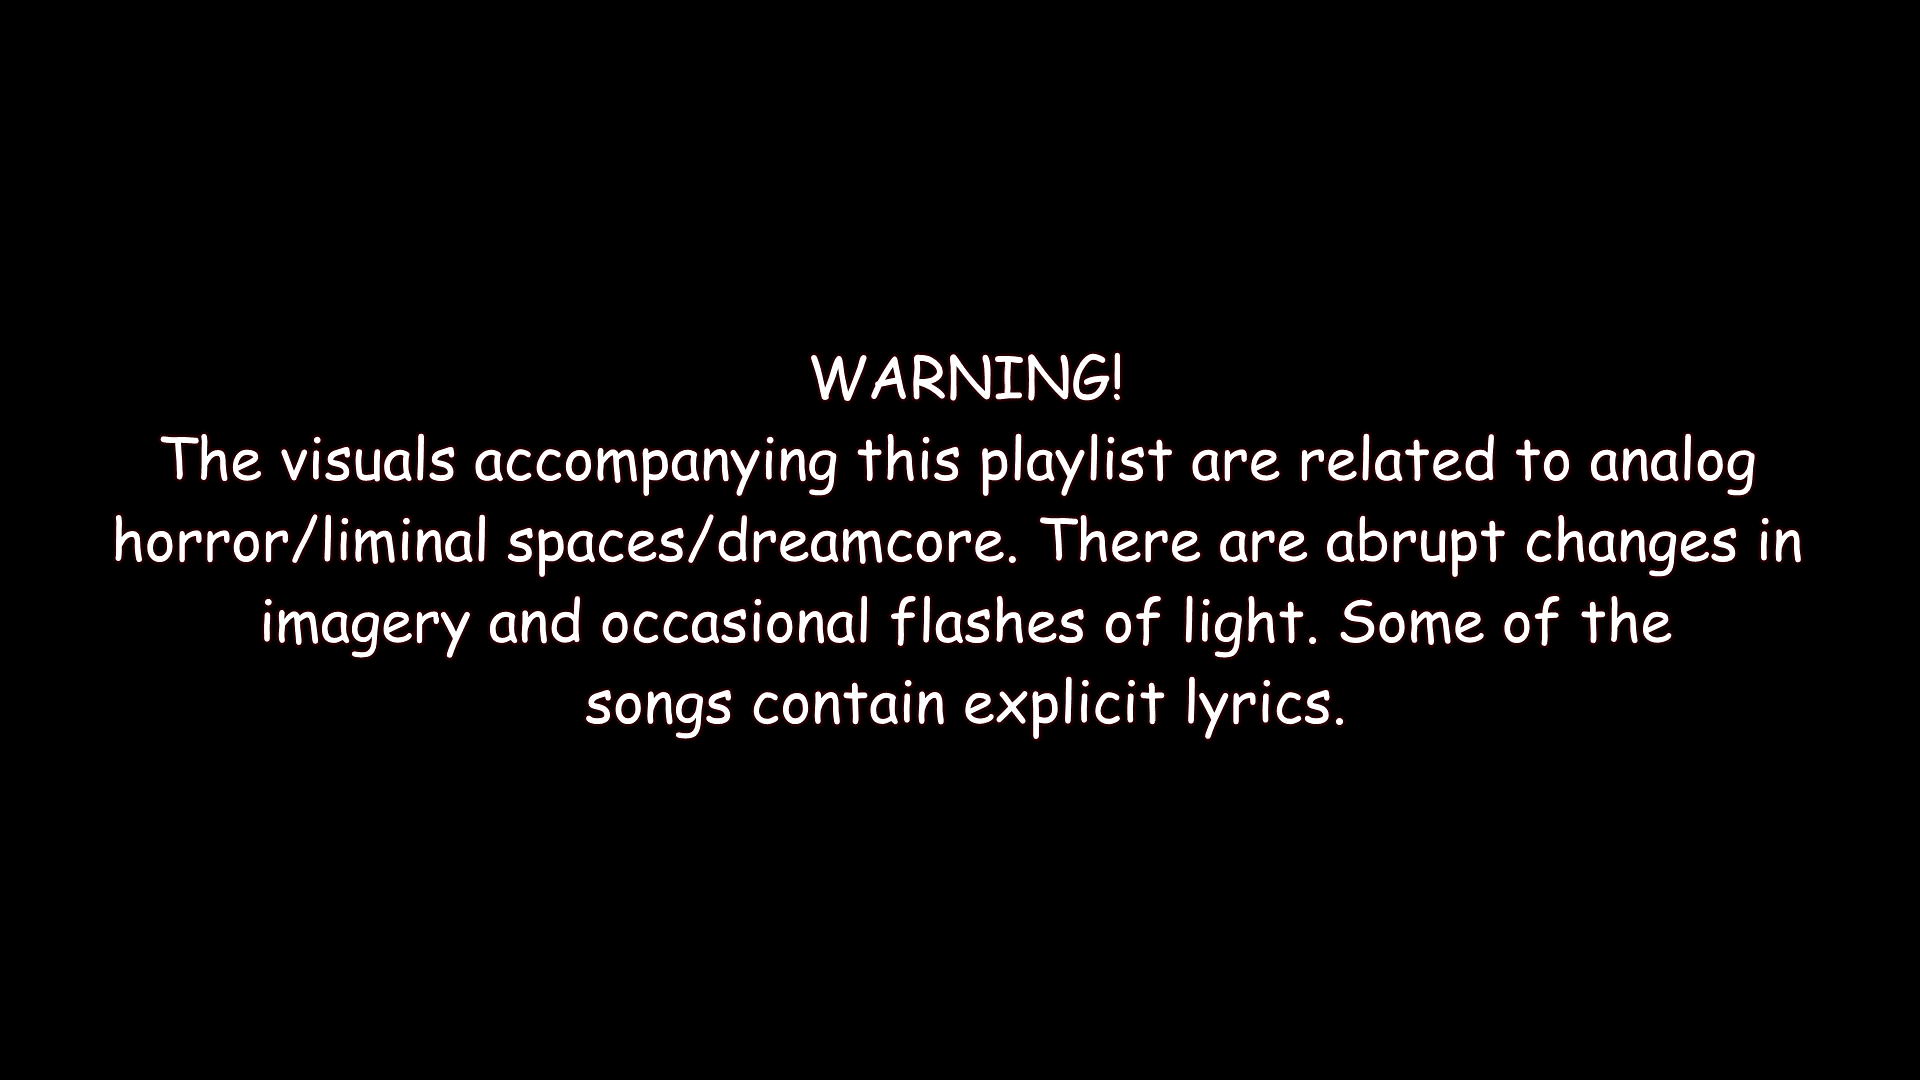 WARNING!
The visuals accompanying this playlist are related to analog
horror/liminal spaces/dreamcore. There are abrupt changes in
imagery and occasional flashes of light. Some of the
songs contain explicit lyrics.